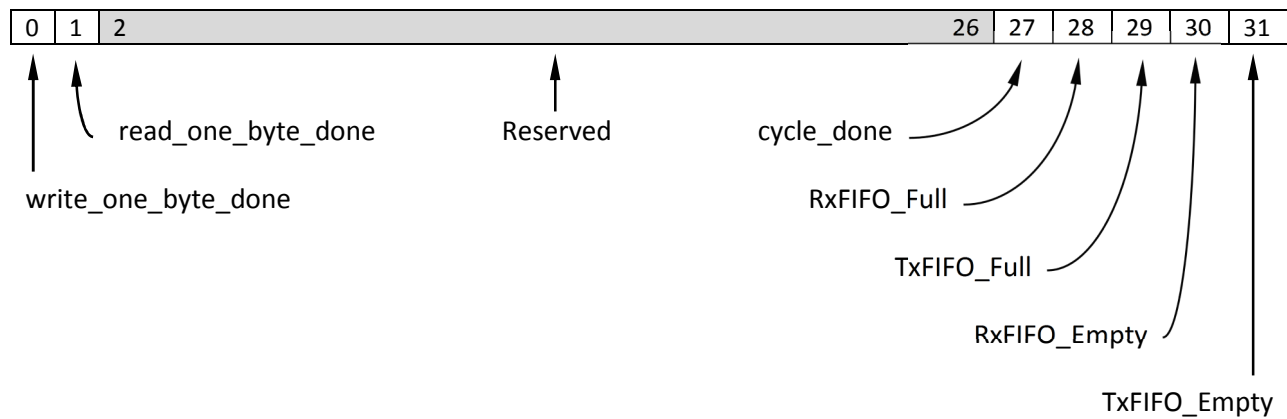 0 1 2 26 27 28 29 30 31
read_one_byte_done Reserved cycle_done
write_one_byte_done RxFIFO_Full
TxFIFO_Full
RxFIFO_Empty
TxFIFO_Empty